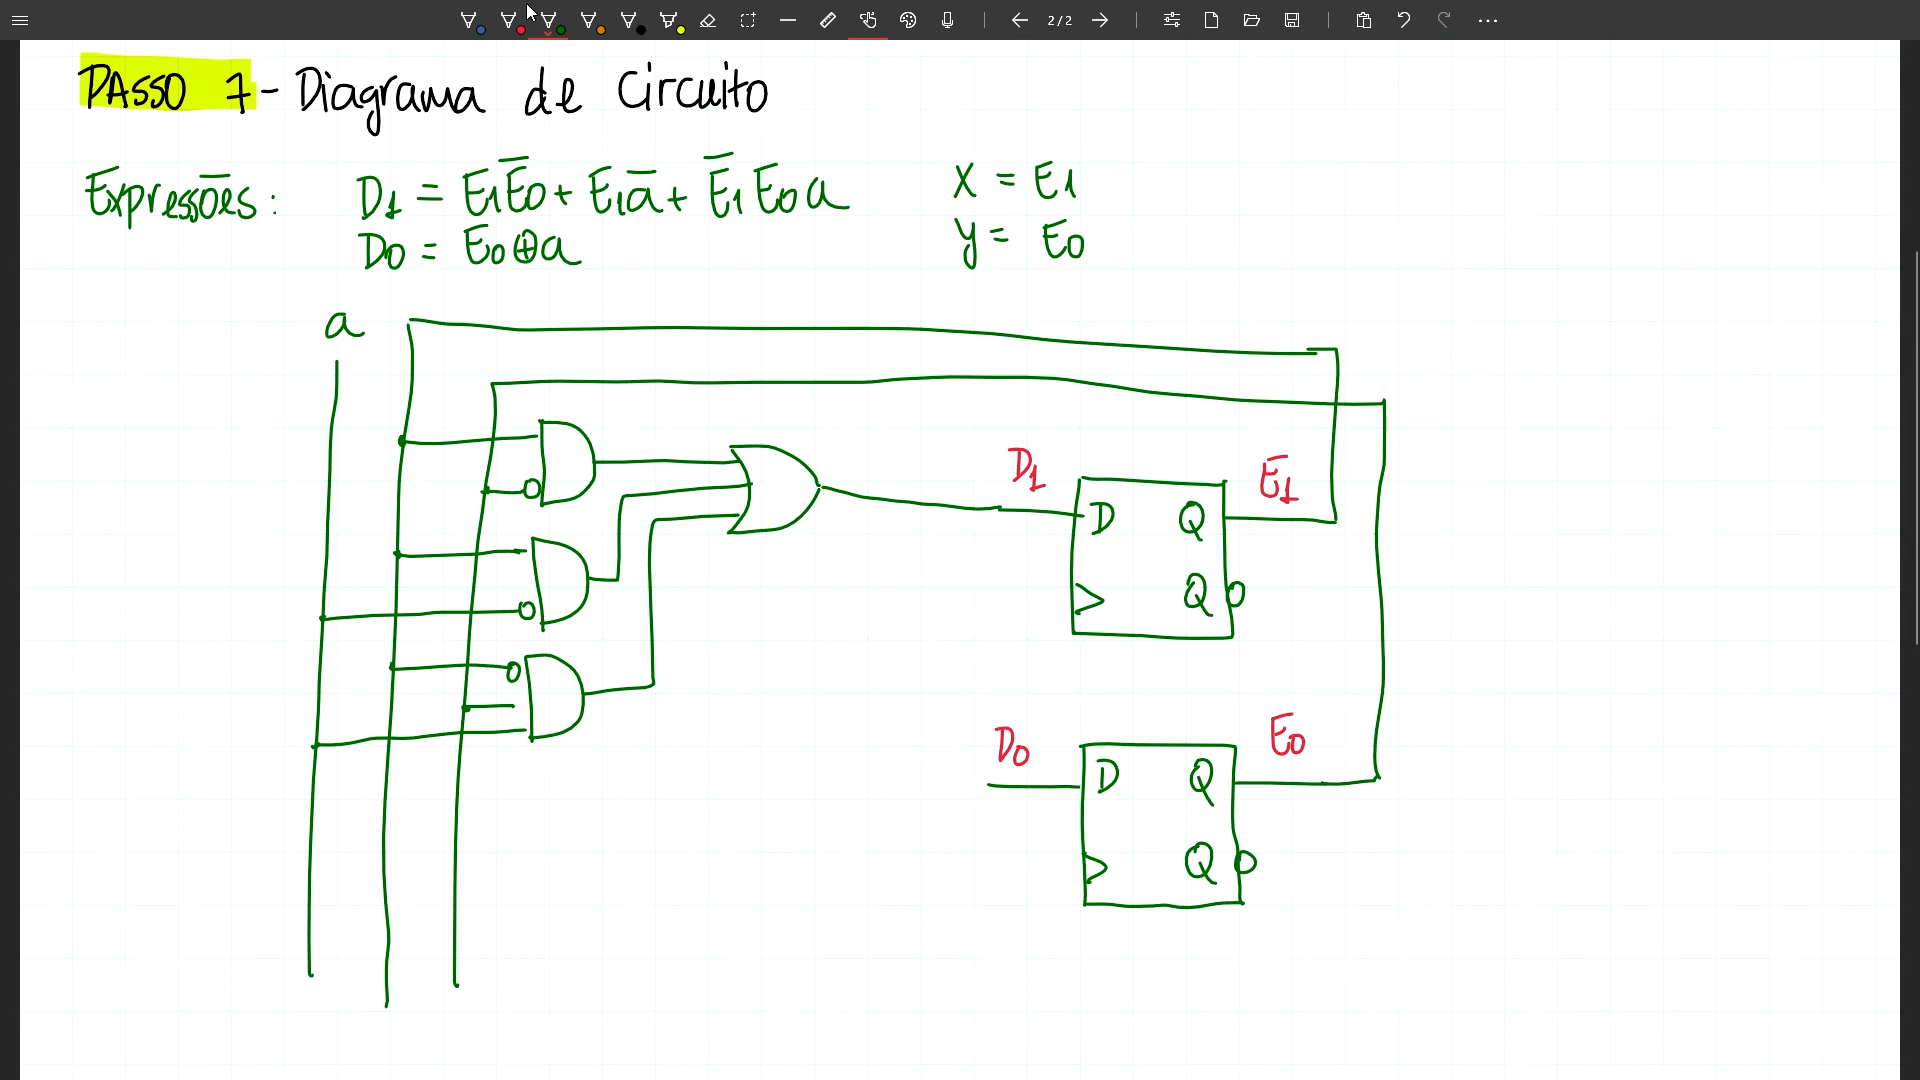 2/2
PASSO 7 - Diagrama de Circuito
Expressões: D1 = E1E̅0 + E1a̅ + E̅1E0a
D0 = E0⊕a
X = E1
Y = E0
a
D1
E1
D Q
Q
D0
E0
D Q
Q